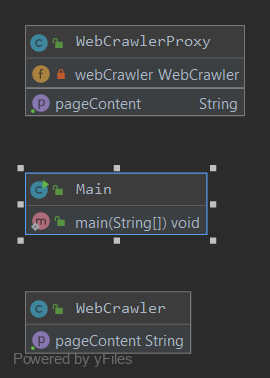 WebCrawlerProxy
webCrawler WebCrawler
pageContent String
Main
main(String[]) void
WebCrawler
pageContent String
Powered by yFiles